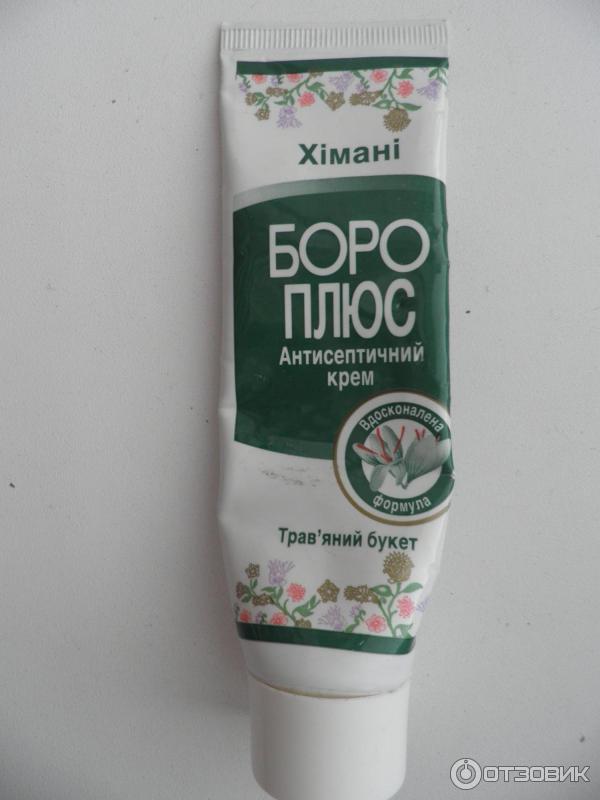 Хімані
БОРО
ПЛЮС
Антисептичний
крем
Вдосконалена
формула
Трав'яний букет
ОТЗОВИК